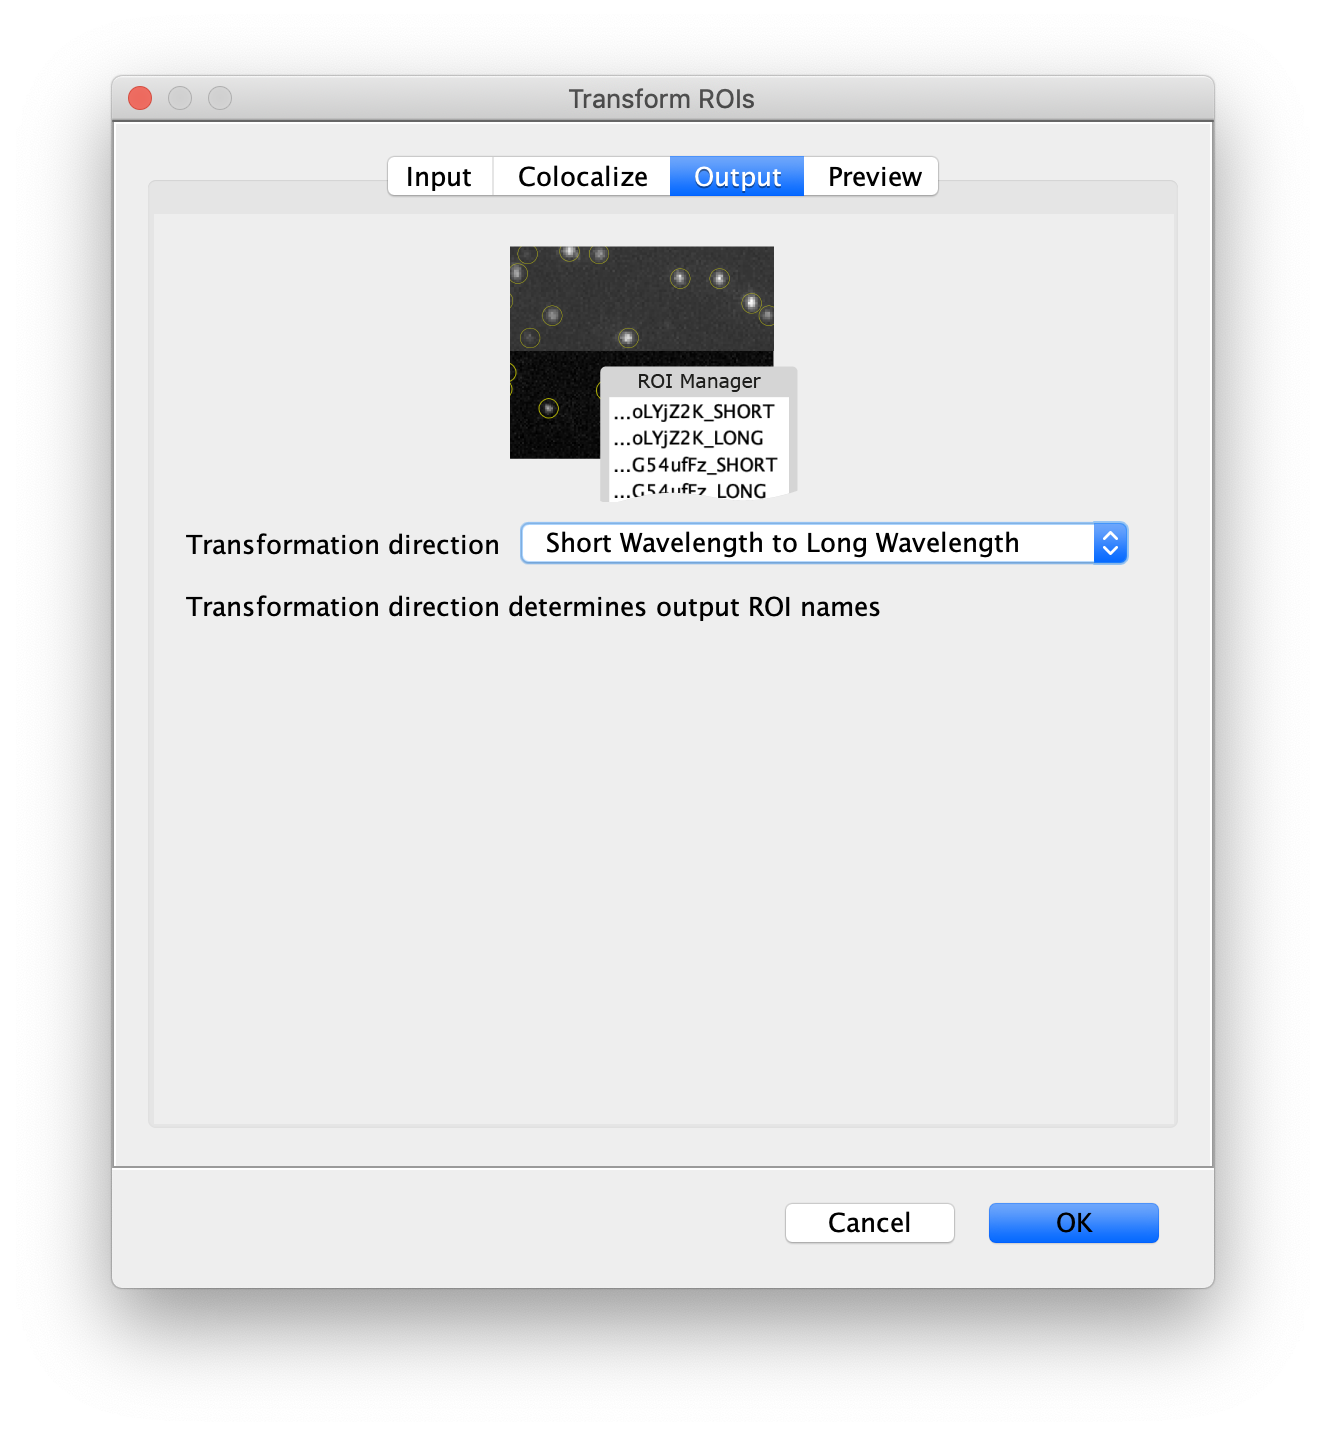 Transform ROIs
Input Colocalize Output Preview
ROI Manager
...oLYjZ2K_SHORT
...oLYjZ2K_LONG
...G54ufFz_SHORT
...G54ufFz_LONG
Transformation direction Short Wavelength to Long Wavelength
Transformation direction determines output ROI names
Cancel OK